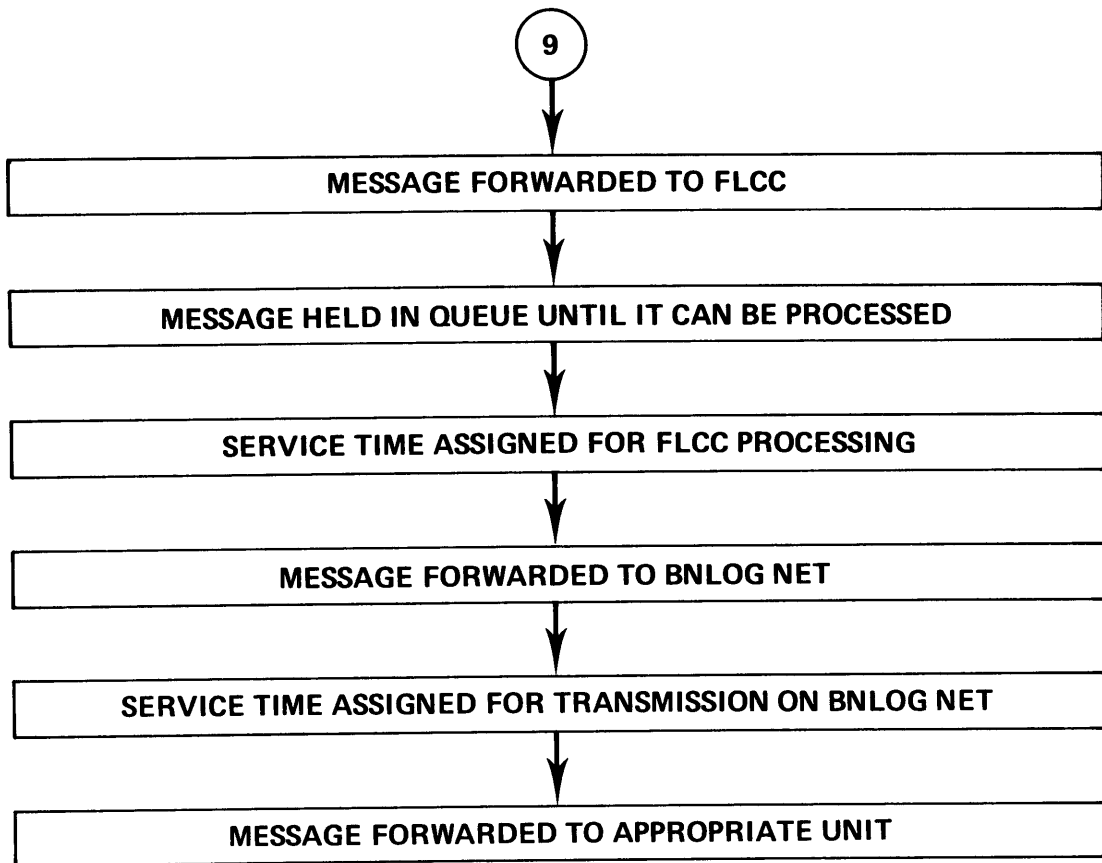 9
MESSAGE FORWARDED TO FLCC
MESSAGE HELD IN QUEUE UNTIL IT CAN BE PROCESSED
SERVICE TIME ASSIGNED FOR FLCC PROCESSING
MESSAGE FORWARDED TO BNLOG NET
SERVICE TIME ASSIGNED FOR TRANSMISSION ON BNLOG NET
MESSAGE FORWARDED TO APPROPRIATE UNIT